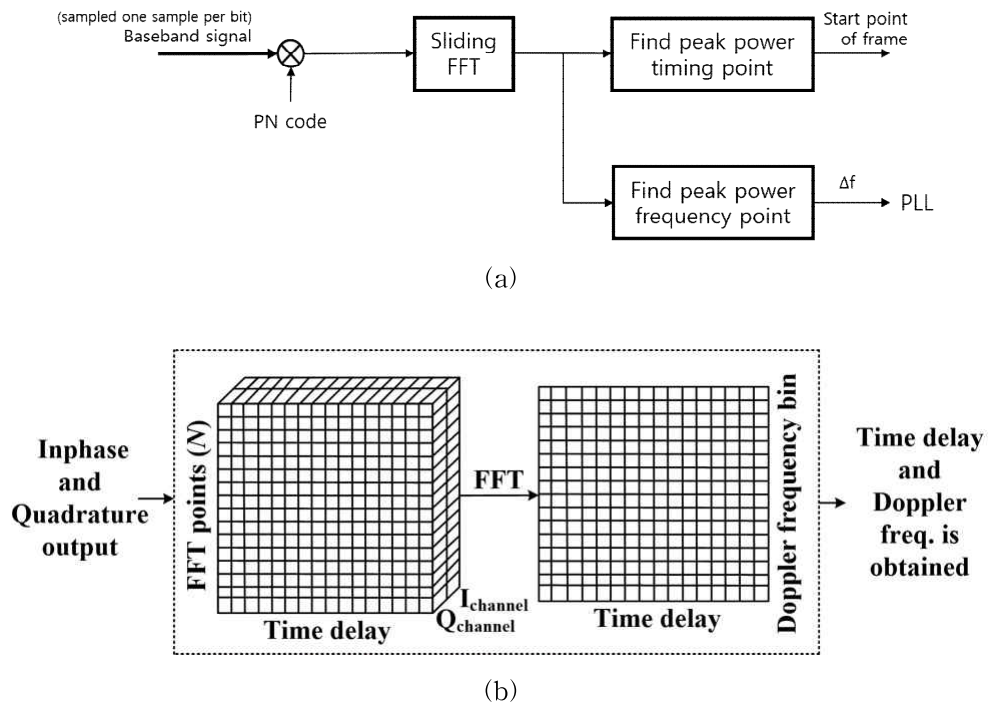 (sampled one sample per bit)
Baseband signal
PN code
Sliding
FFT
Find peak power
timing point
Start point
of frame
Find peak power
frequency point
Δf
PLL
(a)
Inphase
and
Quadrature
output
FFT points (N)
Time delay
I channel
Q channel
FFT
Time delay
Doppler frequency bin
Time delay
and
Doppler
freq. is
obtained
(b)